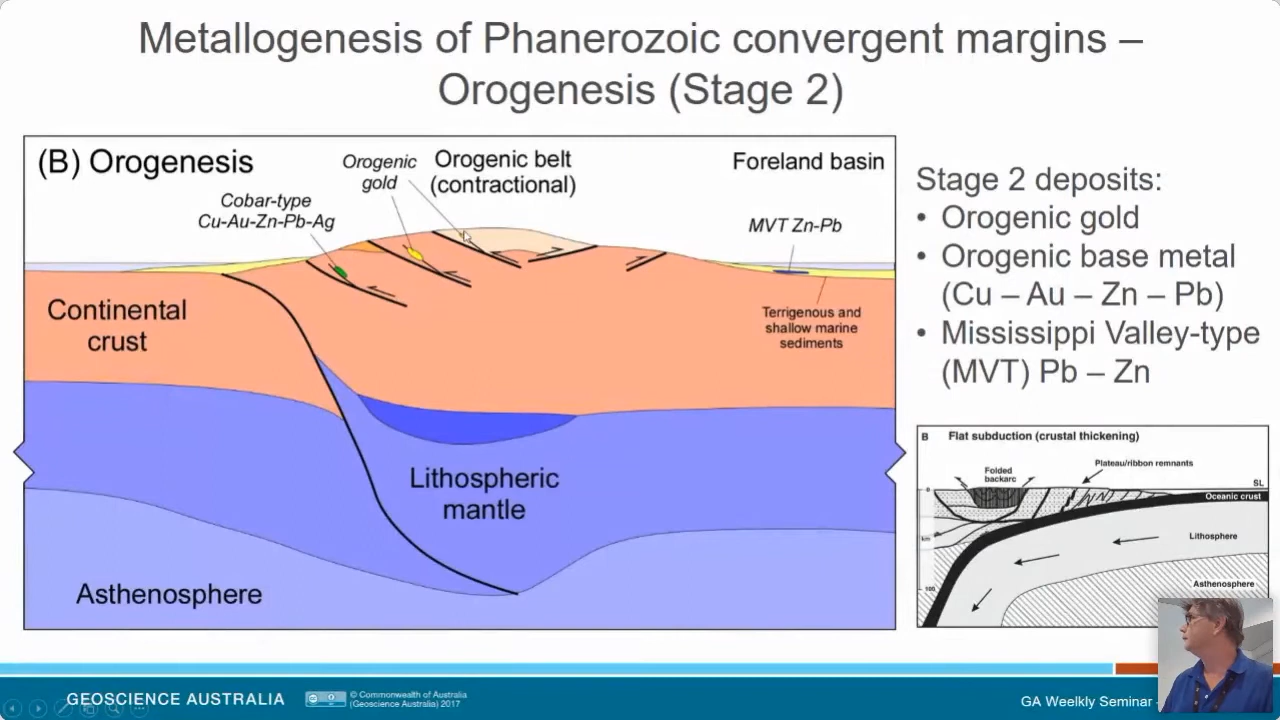 Metallogenesis of Phanerozoic convergent margins –
Orogenesis (Stage 2)
(B) Orogenesis
Orogenic
gold
Orogenic belt
(contractional)
Foreland basin
Cobar-type
Cu-Au-Zn-Pb-Ag
MVT Zn-Pb
Continental
crust
Terrigenous and
shallow marine
sediments
Lithospheric
mantle
Asthenosphere
Stage 2 deposits:
• Orogenic gold
• Orogenic base metal
(Cu – Au – Zn – Pb)
• Mississippi Valley-type
(MVT) Pb – Zn
B Flat subduction (crustal thickening)
Folded
backarc
Plateau/ribbon remnants
SL
0
Oceanic crust
km
Lithosphere
100
Asthenosphere
GEOSCIENCE AUSTRALIA
© Commonwealth of Australia
(Geoscience Australia) 2017
GA Weelkly Seminar